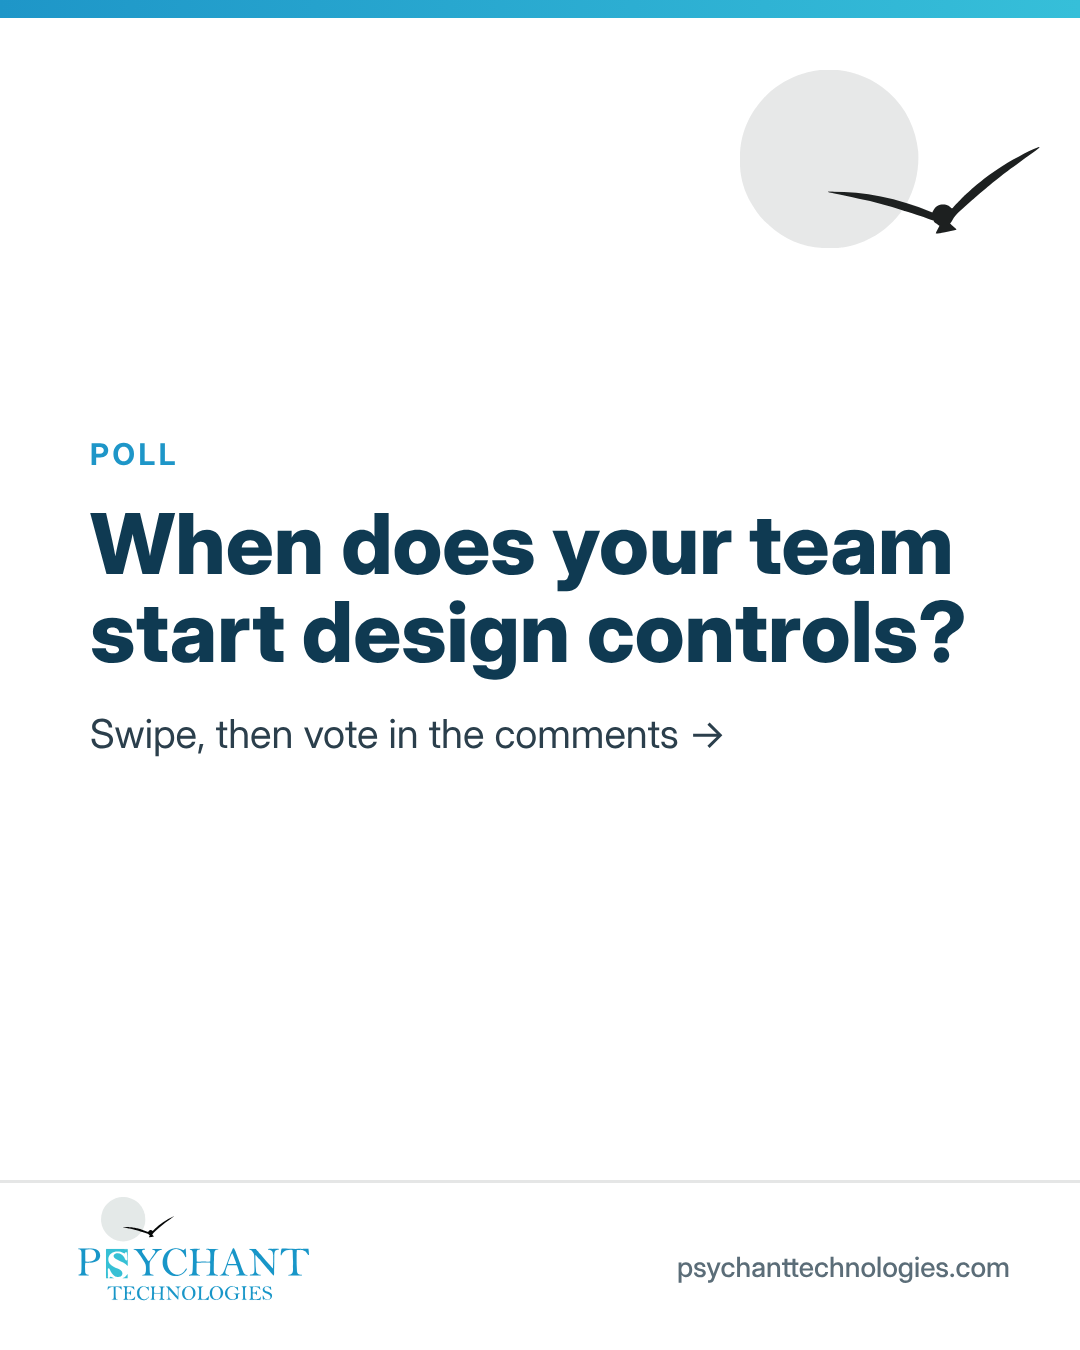 POLL
When does your team
start design controls?
Swipe, then vote in the comments →
PSYCHANT
TECHNOLOGIES
psychanttechnologies.com